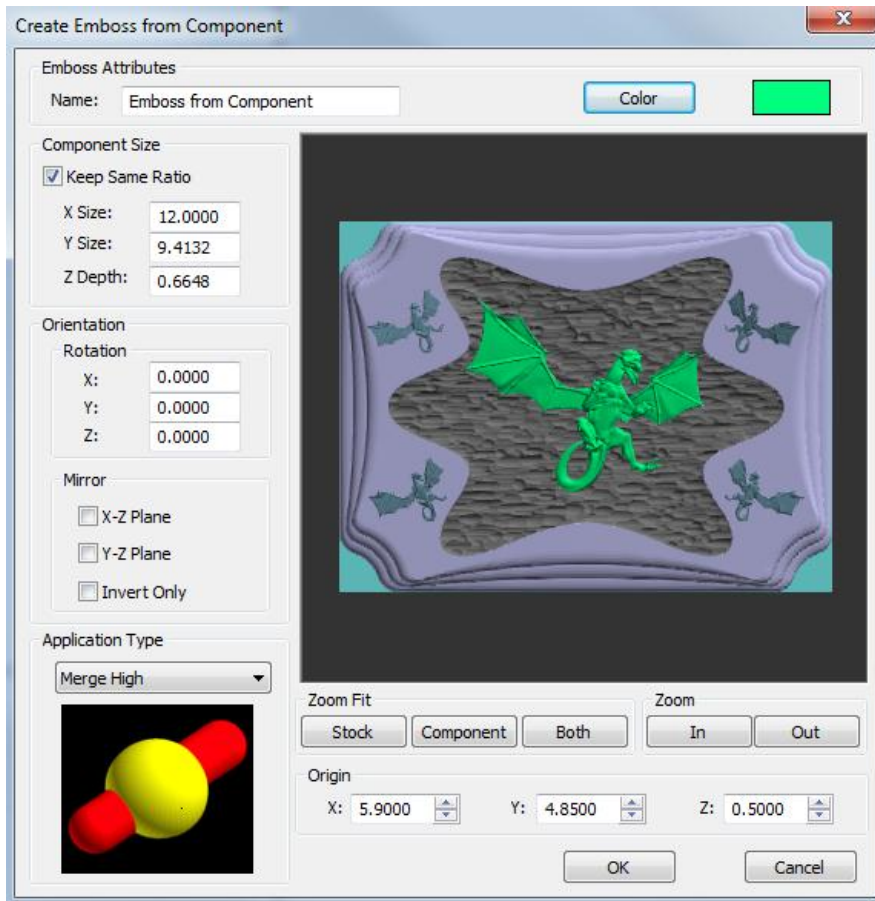 Create Emboss from Component
Emboss Attributes
Name: Emboss from Component Color
Component Size
Keep Same Ratio
X Size: 12.0000
Y Size: 9.4132
Z Depth: 0.6648
Orientation
Rotation
X: 0.0000
Y: 0.0000
Z: 0.0000
Mirror
X-Z Plane
Y-Z Plane
Invert Only
Application Type
Merge High
Zoom Fit
Stock Component Both
Zoom
In Out
Origin
X: 5.9000 Y: 4.8500 Z: 0.5000
OK Cancel